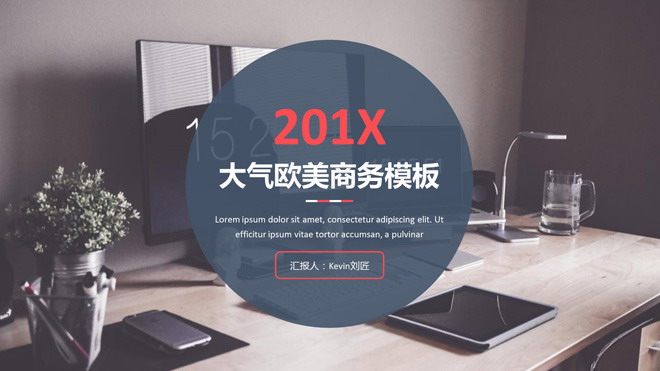 201X
大气欧美商务模板
Lorem ipsum dolor sit amet, consectetur adipiscing elit. Ut
efficitur ipsum vitae tortor accumsan, a pulvinar
汇报人：Kevin刘匠